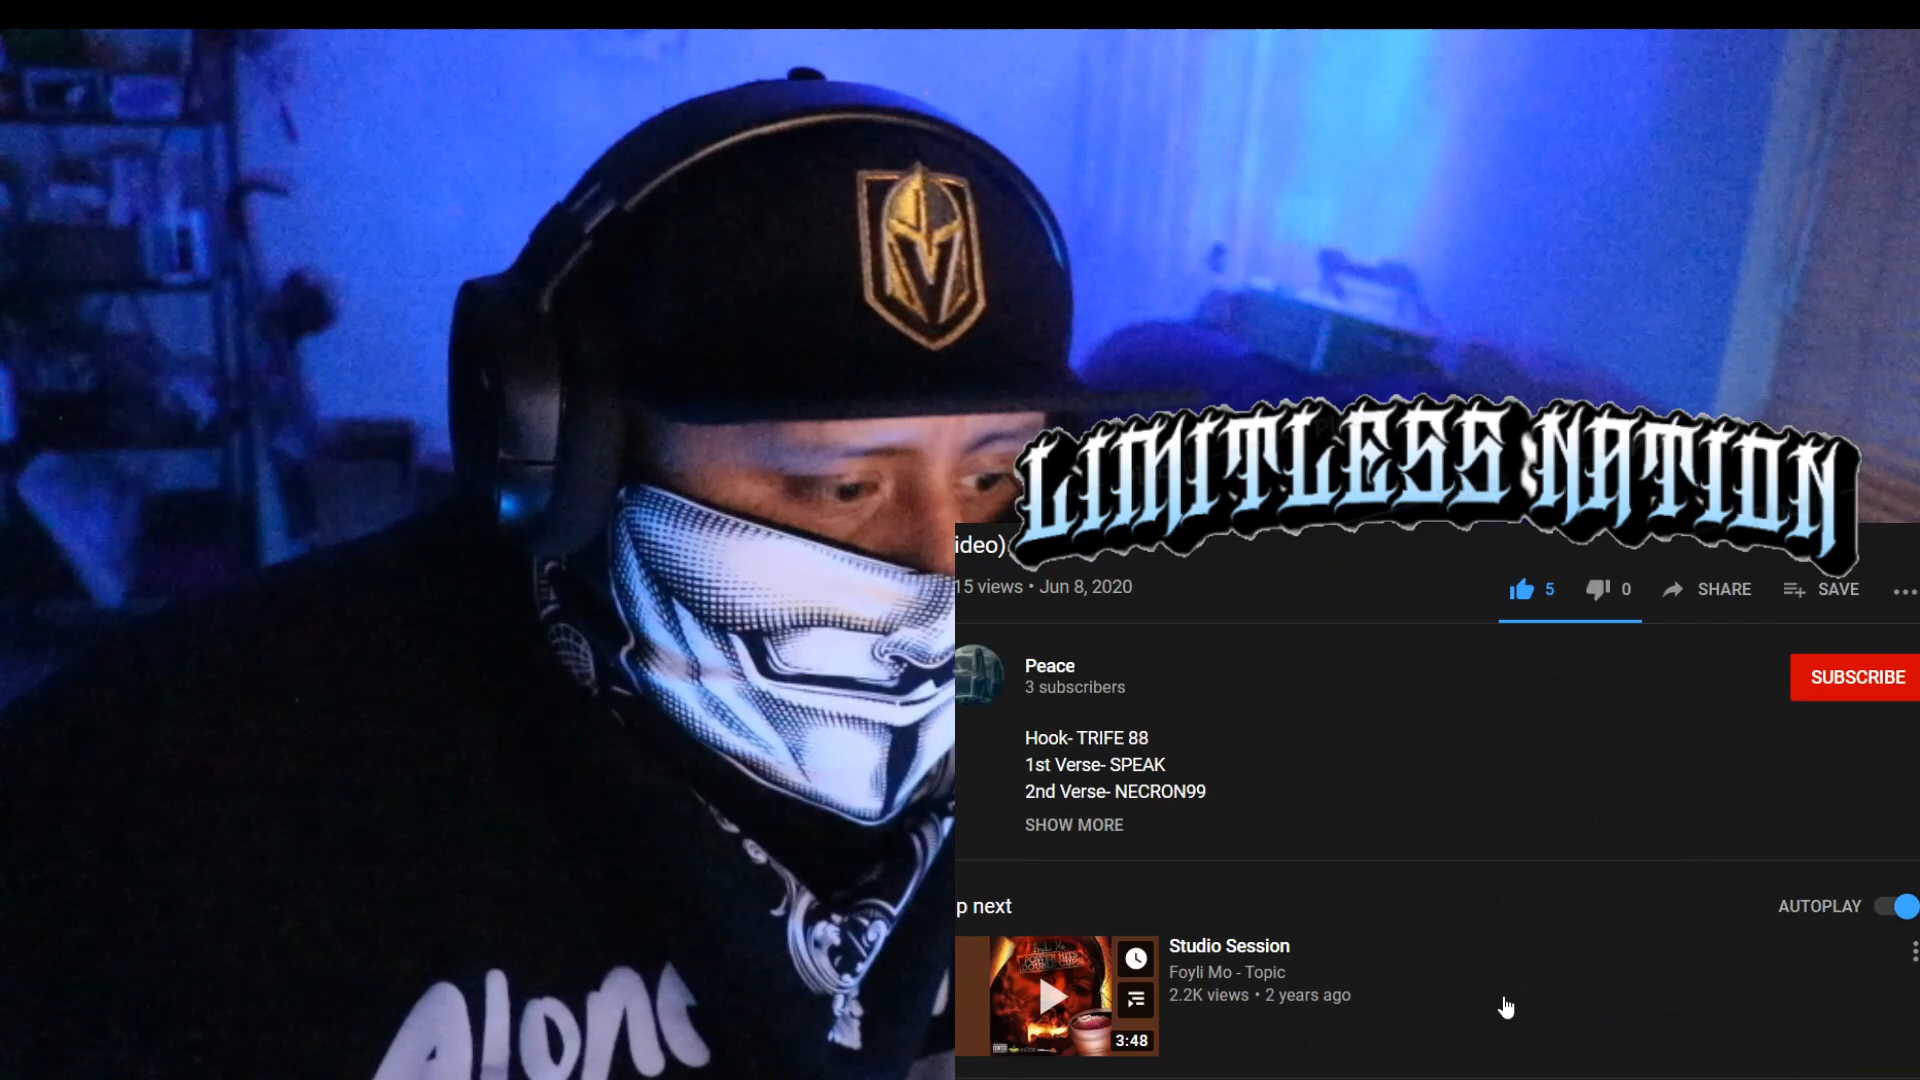 LIMITLESS NATION
ideo)
15 views • Jun 8, 2020
5
0
SHARE
SAVE
Peace
3 subscribers
SUBSCRIBE
Hook- TRIFE 88
1st Verse- SPEAK
2nd Verse- NECRON99
SHOW MORE
p next
AUTOPLAY
Studio Session
Foyli Mo - Topic
2.2K views • 2 years ago
3:48
Alone